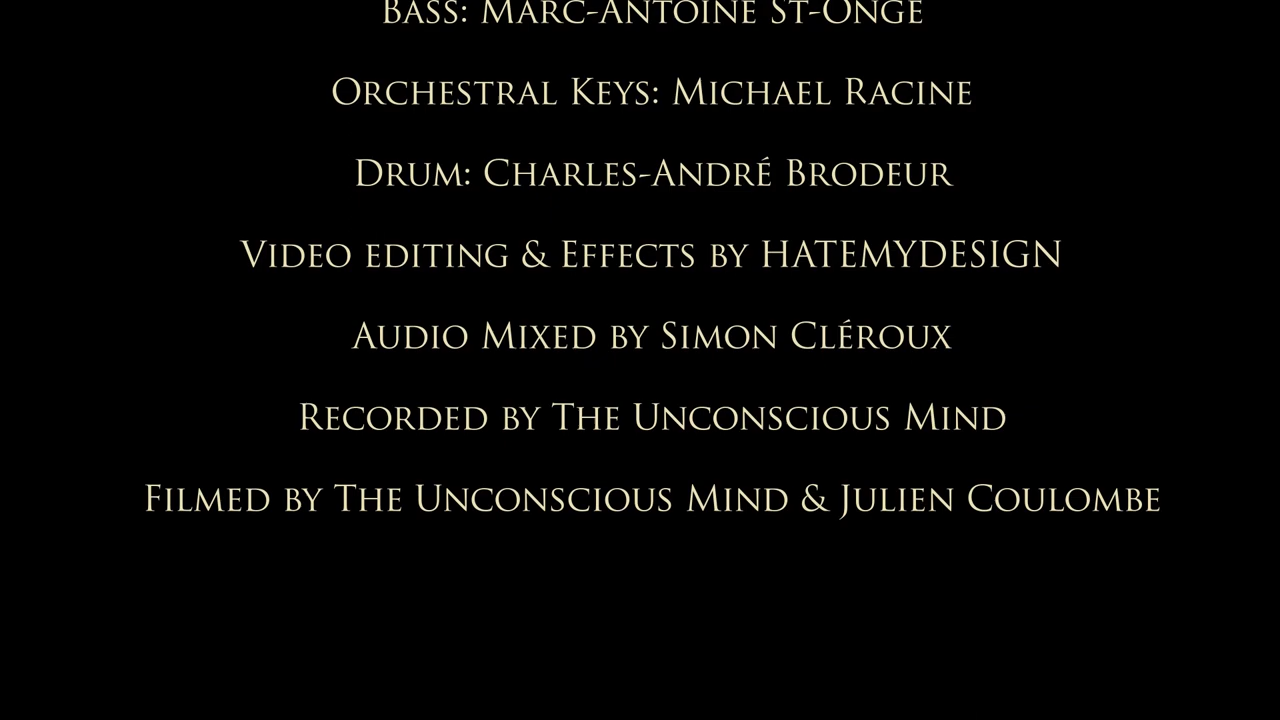 Bass: Marc-Antoine St-Onge
Orchestral Keys: Michael Racine
Drum: Charles-André Brodeur
Video editing & Effects by HATEMYDESIGN
Audio Mixed by Simon Cléroux
Recorded by The Unconscious Mind
Filmed by The Unconscious Mind & Julien Coulombe